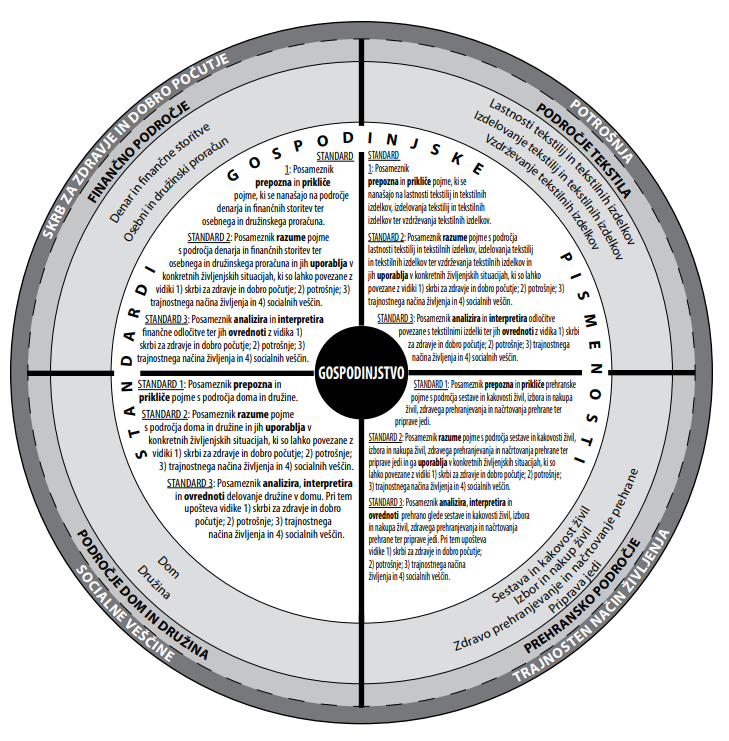 SKRB ZA ZDRAVJE IN DOBRO POČUTJE
FINANČNO PODROČJE
Denar in finančne storitve
Osebni in družinski proračun
POTROŠNJA
PODROČJE TEKSTILA
Lastnosti tekstilij in tekstilnih izdelkov
Izdelovanje tekstilij in tekstilnih izdelkov
Vzdrževanje tekstilnih izdelkov
STANDARDI GOSPODINJSKE PISMENOSTI
STANDARD
1: Posameznik
prepozna in prikliče
pojme, ki se nanašajo na področje
denarja in finančnih storitev ter
osebnega in družinskega proračuna.
STANDARD 2: Posameznik razume pojme
s področja denarja in finančnih storitev ter
osebnega in družinskega proračuna in jih uporablja v
konkretnih življenjskih situacijah, ki so lahko povezane z
vidiki 1) skrbi za zdravje in dobro počutje; 2) potrošnje; 3)
trajnostnega načina življenja in 4) socialnih veščin.
STANDARD 3: Posameznik analizira in interpretira
finančne odločitve ter jih ovrednoti z vidika 1)
skrbi za zdravje in dobro počutje; 2) potrošnje; 3)
trajnostnega načina življenja in 4) socialnih veščin.
STANDARD
1: Posameznik
prepozna in prikliče pojme, ki se
nanašajo na lastnosti tekstilij in tekstilnih
izdelkov, izdelovanja tekstilij in tekstilnih
izdelkov ter vzdrževanja tekstilnih izdelkov.
STANDARD 2: Posameznik razume pojme s področja
lastnosti tekstilij in tekstilnih izdelkov, izdelovanja tekstilij
in tekstilnih izdelkov ter vzdrževanja tekstilnih izdelkov in
jih uporablja v konkretnih življenjskih situacijah, ki so lahko
povezane z vidiki 1) skrbi za zdravje in dobro počutje; 2) potrošnje; 3)
trajnostnega načina življenja in 4) socialnih veščin.
STANDARD 3: Posameznik analizira in interpretira odločitve
povezane s tekstilnimi izdelki ter jih ovrednoti z vidika 1) skrbi
za zdravje in dobro počutje; 2) potrošnje; 3) trajnostnega
načina življenja in 4) socialnih veščin.
GOSPODINJSTVO
STANDARD 1: Posameznik prepozna in
prikliče pojme s področja doma in družine.
STANDARD 2: Posameznik razume pojme
s področja doma in družine in jih uporablja v
konkretnih življenjskih situacijah, ki so lahko povezane z
vidiki 1) skrbi za zdravje in dobro počutje; 2) potrošnje;
3) trajnostnega načina življenja in 4) socialnih veščin.
STANDARD 3: Posameznik analizira, interpretira
in ovrednoti delovanje družine v domu. Pri tem
upošteva vidike 1) skrbi za zdravje in dobro
počutje; 2) potrošnje; 3) trajnostnega
načina življenja in 4) socialnih veščin.
STANDARD 1: Posameznik prepozna in prikliče prehranske
pojme s področja sestave in kakovosti živil, izbora in nakupa
živil, zdravega prehranjevanja in načrtovanja prehrane ter
priprave jedi.
STANDARD 2: Posameznik razume pojme s področja sestave in kakovosti živil,
izbora in nakupa živil, zdravega prehranjevanja in načrtovanja prehrane ter
priprave jedi in ga uporablja v konkretnih življenjskih situacijah, ki so
lahko povezane z vidiki 1) skrbi za zdravje in dobro počutje; 2) potrošnje;
3) trajnostnega načina življenja in 4) socialnih veščin.
STANDARD 3: Posameznik analizira, interpretira in
ovrednoti prehrano glede sestave in kakovosti živil, izbora
in nakupa živil, zdravega prehranjevanja in načrtovanja
prehrane ter priprave jedi. Pri tem upošteva
vidike 1) skrbi za zdravje in dobro počutje;
2) potrošnje; 3) trajnostnega načina
življenja in 4) socialnih veščin.
Dom
Družina
PODROČJE DOM IN DRUŽINA
SOCIALNE VEŠČINE
Sestava in kakovost živil
Izbor in nakup živil
Zdravo prehranjevanje in načrtovanje prehrane
Priprava jedi
PREHRANSKO PODROČJE
TRAJNOSTEN NAČIN ŽIVLJENJA